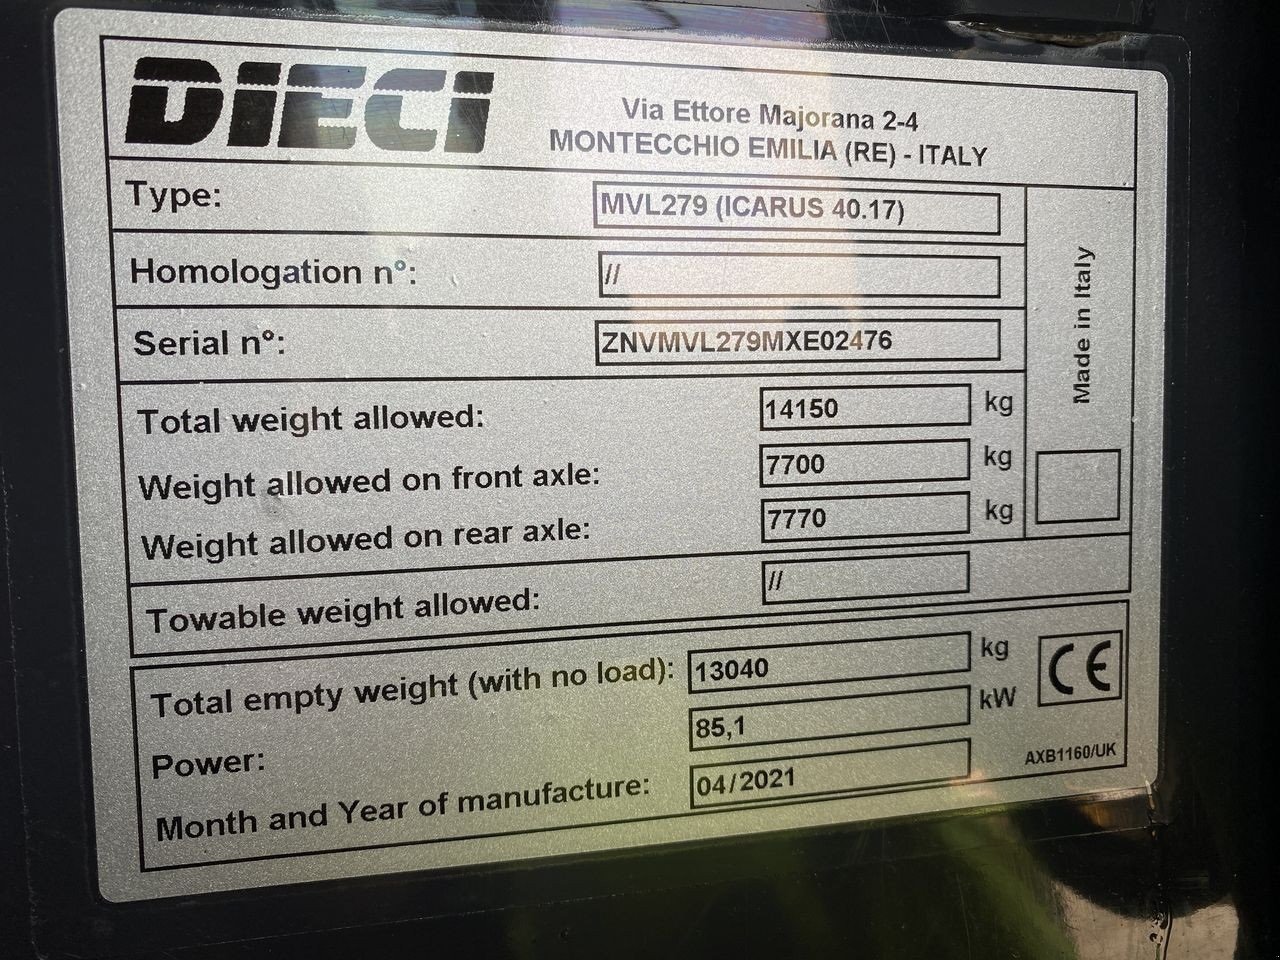 DIECI
Via Ettore Majorana 2-4
MONTECCHIO EMILIA (RE) - ITALY
Type: MVL279 (ICARUS 40.17)
Homologation n°: //
Serial n°: ZNVMVL279MXE02476
Made in Italy
Total weight allowed: 14150 kg
Weight allowed on front axle: 7700 kg
Weight allowed on rear axle: 7770 kg
Towable weight allowed: //
Total empty weight (with no load): 13040 kg
CE
Power: 85,1 kW
Month and Year of manufacture: 04/2021
AXB1160/UK